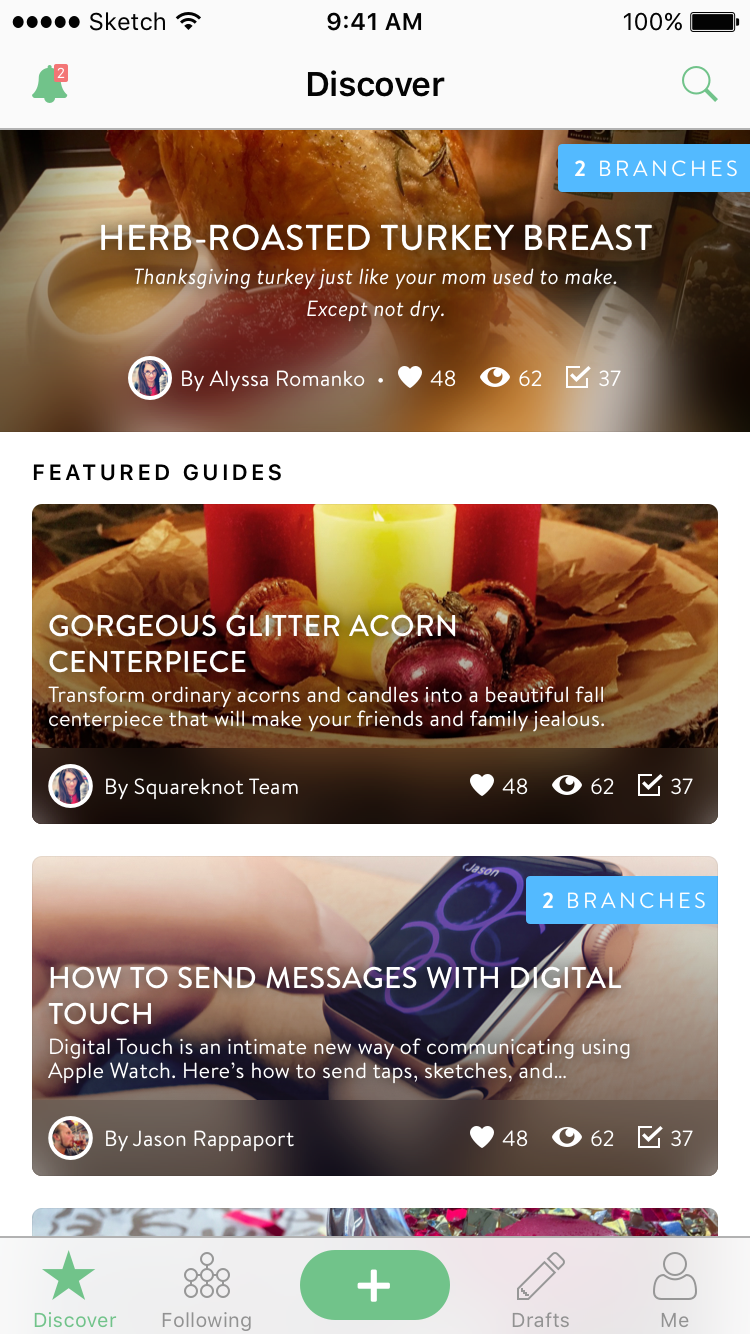 Sketch 9:41 AM 100%
2
Discover
2 BRANCHES
HERB-ROASTED TURKEY BREAST
Thanksgiving turkey just like your mom used to make.
Except not dry.
By Alyssa Romanko • 48 62 37
FEATURED GUIDES
GORGEOUS GLITTER ACORN
CENTERPIECE
Transform ordinary acorns and candles into a beautiful fall
centerpiece that will make your friends and family jealous.
By Squareknot Team 48 62 37
<Jason
2 BRANCHES
HOW TO SEND MESSAGES WITH DIGITAL
TOUCH
Digital Touch is an intimate new way of communicating using
Apple Watch. Here’s how to send taps, sketches, and…
By Jason Rappaport 48 62 37
Discover Following Drafts Me